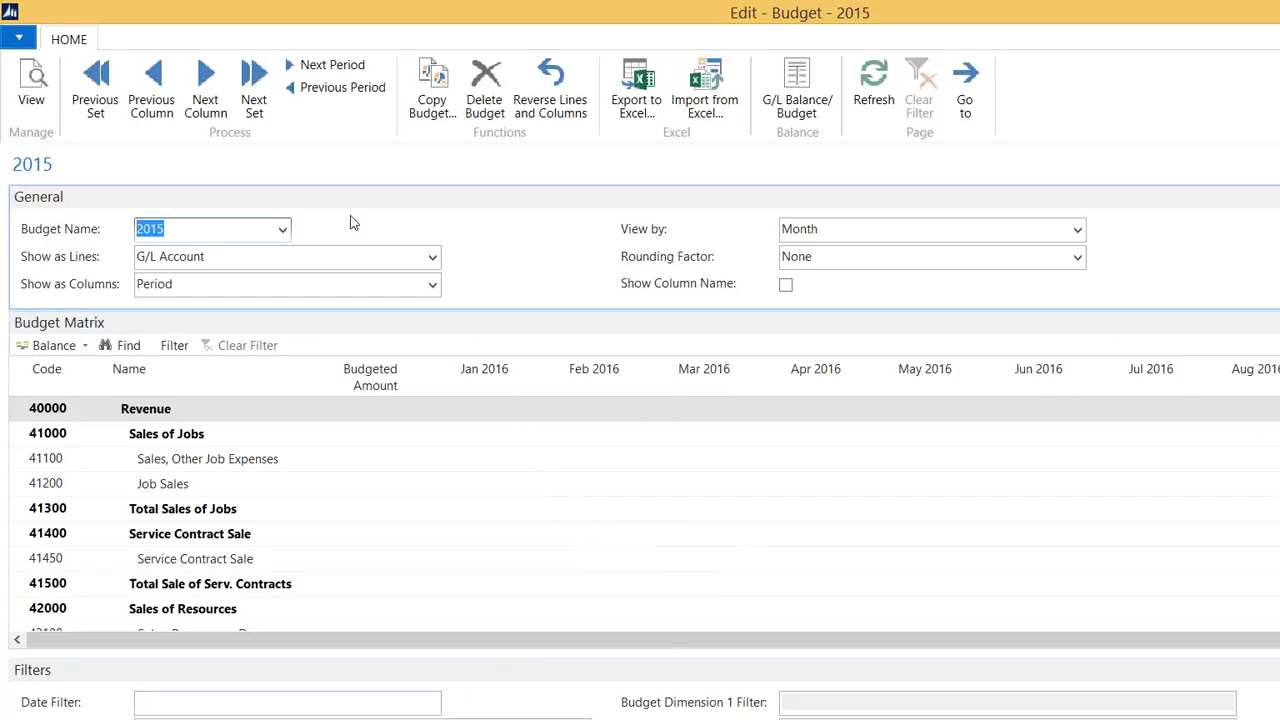 Edit - Budget - 2015
HOME
View
Previous Set
Previous Column
Next Column
Next Set
Next Period
Previous Period
Copy Budget...
Delete Budget
Reverse Lines and Columns
Export to Excel...
Import from Excel...
G/L Balance/ Budget
Refresh
Clear Filter
Go to
Manage Process Functions Excel Balance Page
2015
General
Budget Name: 2015 View by: Month
Show as Lines: G/L Account Rounding Factor: None
Show as Columns: Period Show Column Name:
Budget Matrix
Balance Find Filter Clear Filter
Code Name Budgeted Amount Jan 2016 Feb 2016 Mar 2016 Apr 2016 May 2016 Jun 2016 Jul 2016 Aug 2016
40000 Revenue
41000 Sales of Jobs
41100 Sales, Other Job Expenses
41200 Job Sales
41300 Total Sales of Jobs
41400 Service Contract Sale
41450 Service Contract Sale
41500 Total Sale of Serv. Contracts
42000 Sales of Resources
Filters
Date Filter: Budget Dimension 1 Filter: